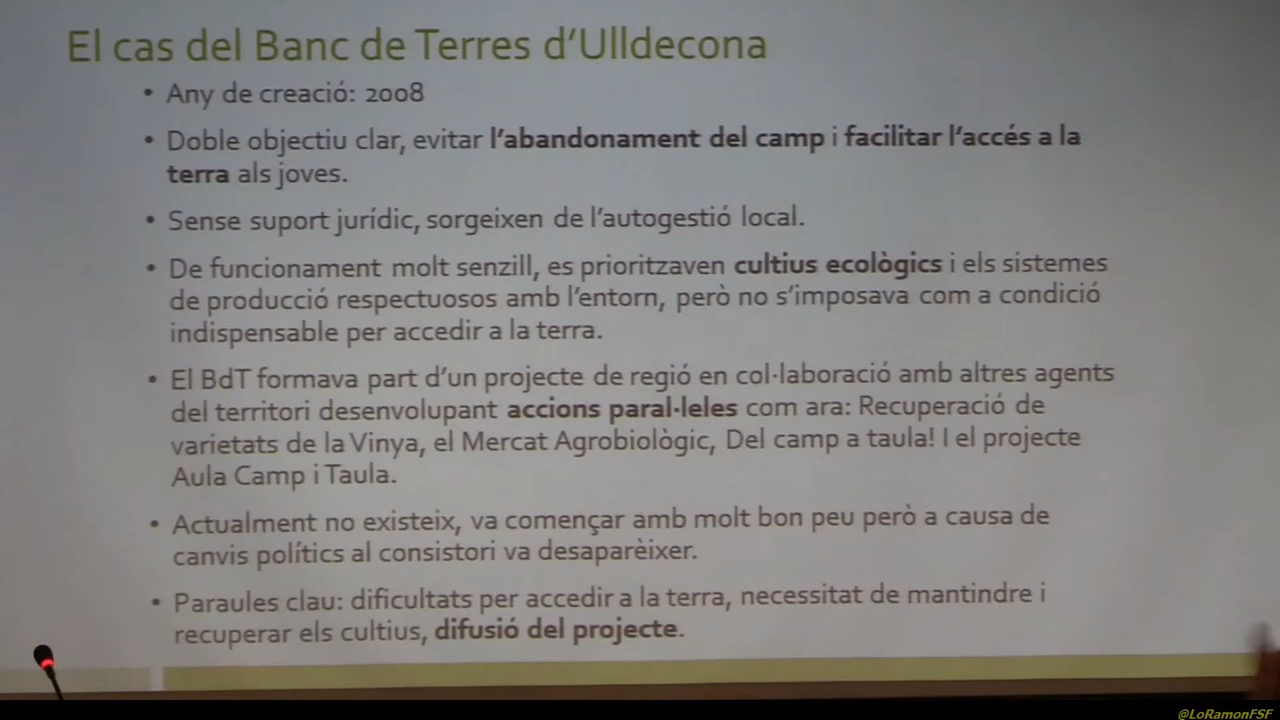 El cas del Banc de Terres d'Ulldecona
• Any de creació: 2008
• Doble objectiu clar, evitar l'abandonament del camp i facilitar l'accés a la
terra als joves.
• Sense suport jurídic, sorgeixen de l'autogestió local.
• De funcionament molt senzill, es prioritzaven cultius ecològics i els sistemes
de producció respectuosos amb l'entorn, però no s'imposava com a condició
indispensable per accedir a la terra.
• El BdT formava part d'un projecte de regió en col·laboració amb altres agents
del territori desenvolupant accions paral·leles com ara: Recuperació de
varietats de la Vinya, el Mercat Agrobiològic, Del camp a taula! I el projecte
Aula Camp i Taula.
• Actualment no existeix, va començar amb molt bon peu però a causa de
canvis polítics al consistori va desaparèixer.
• Paraules clau: dificultats per accedir a la terra, necessitat de mantindre i
recuperar els cultius, difusió del projecte.
@LoRamonFSF